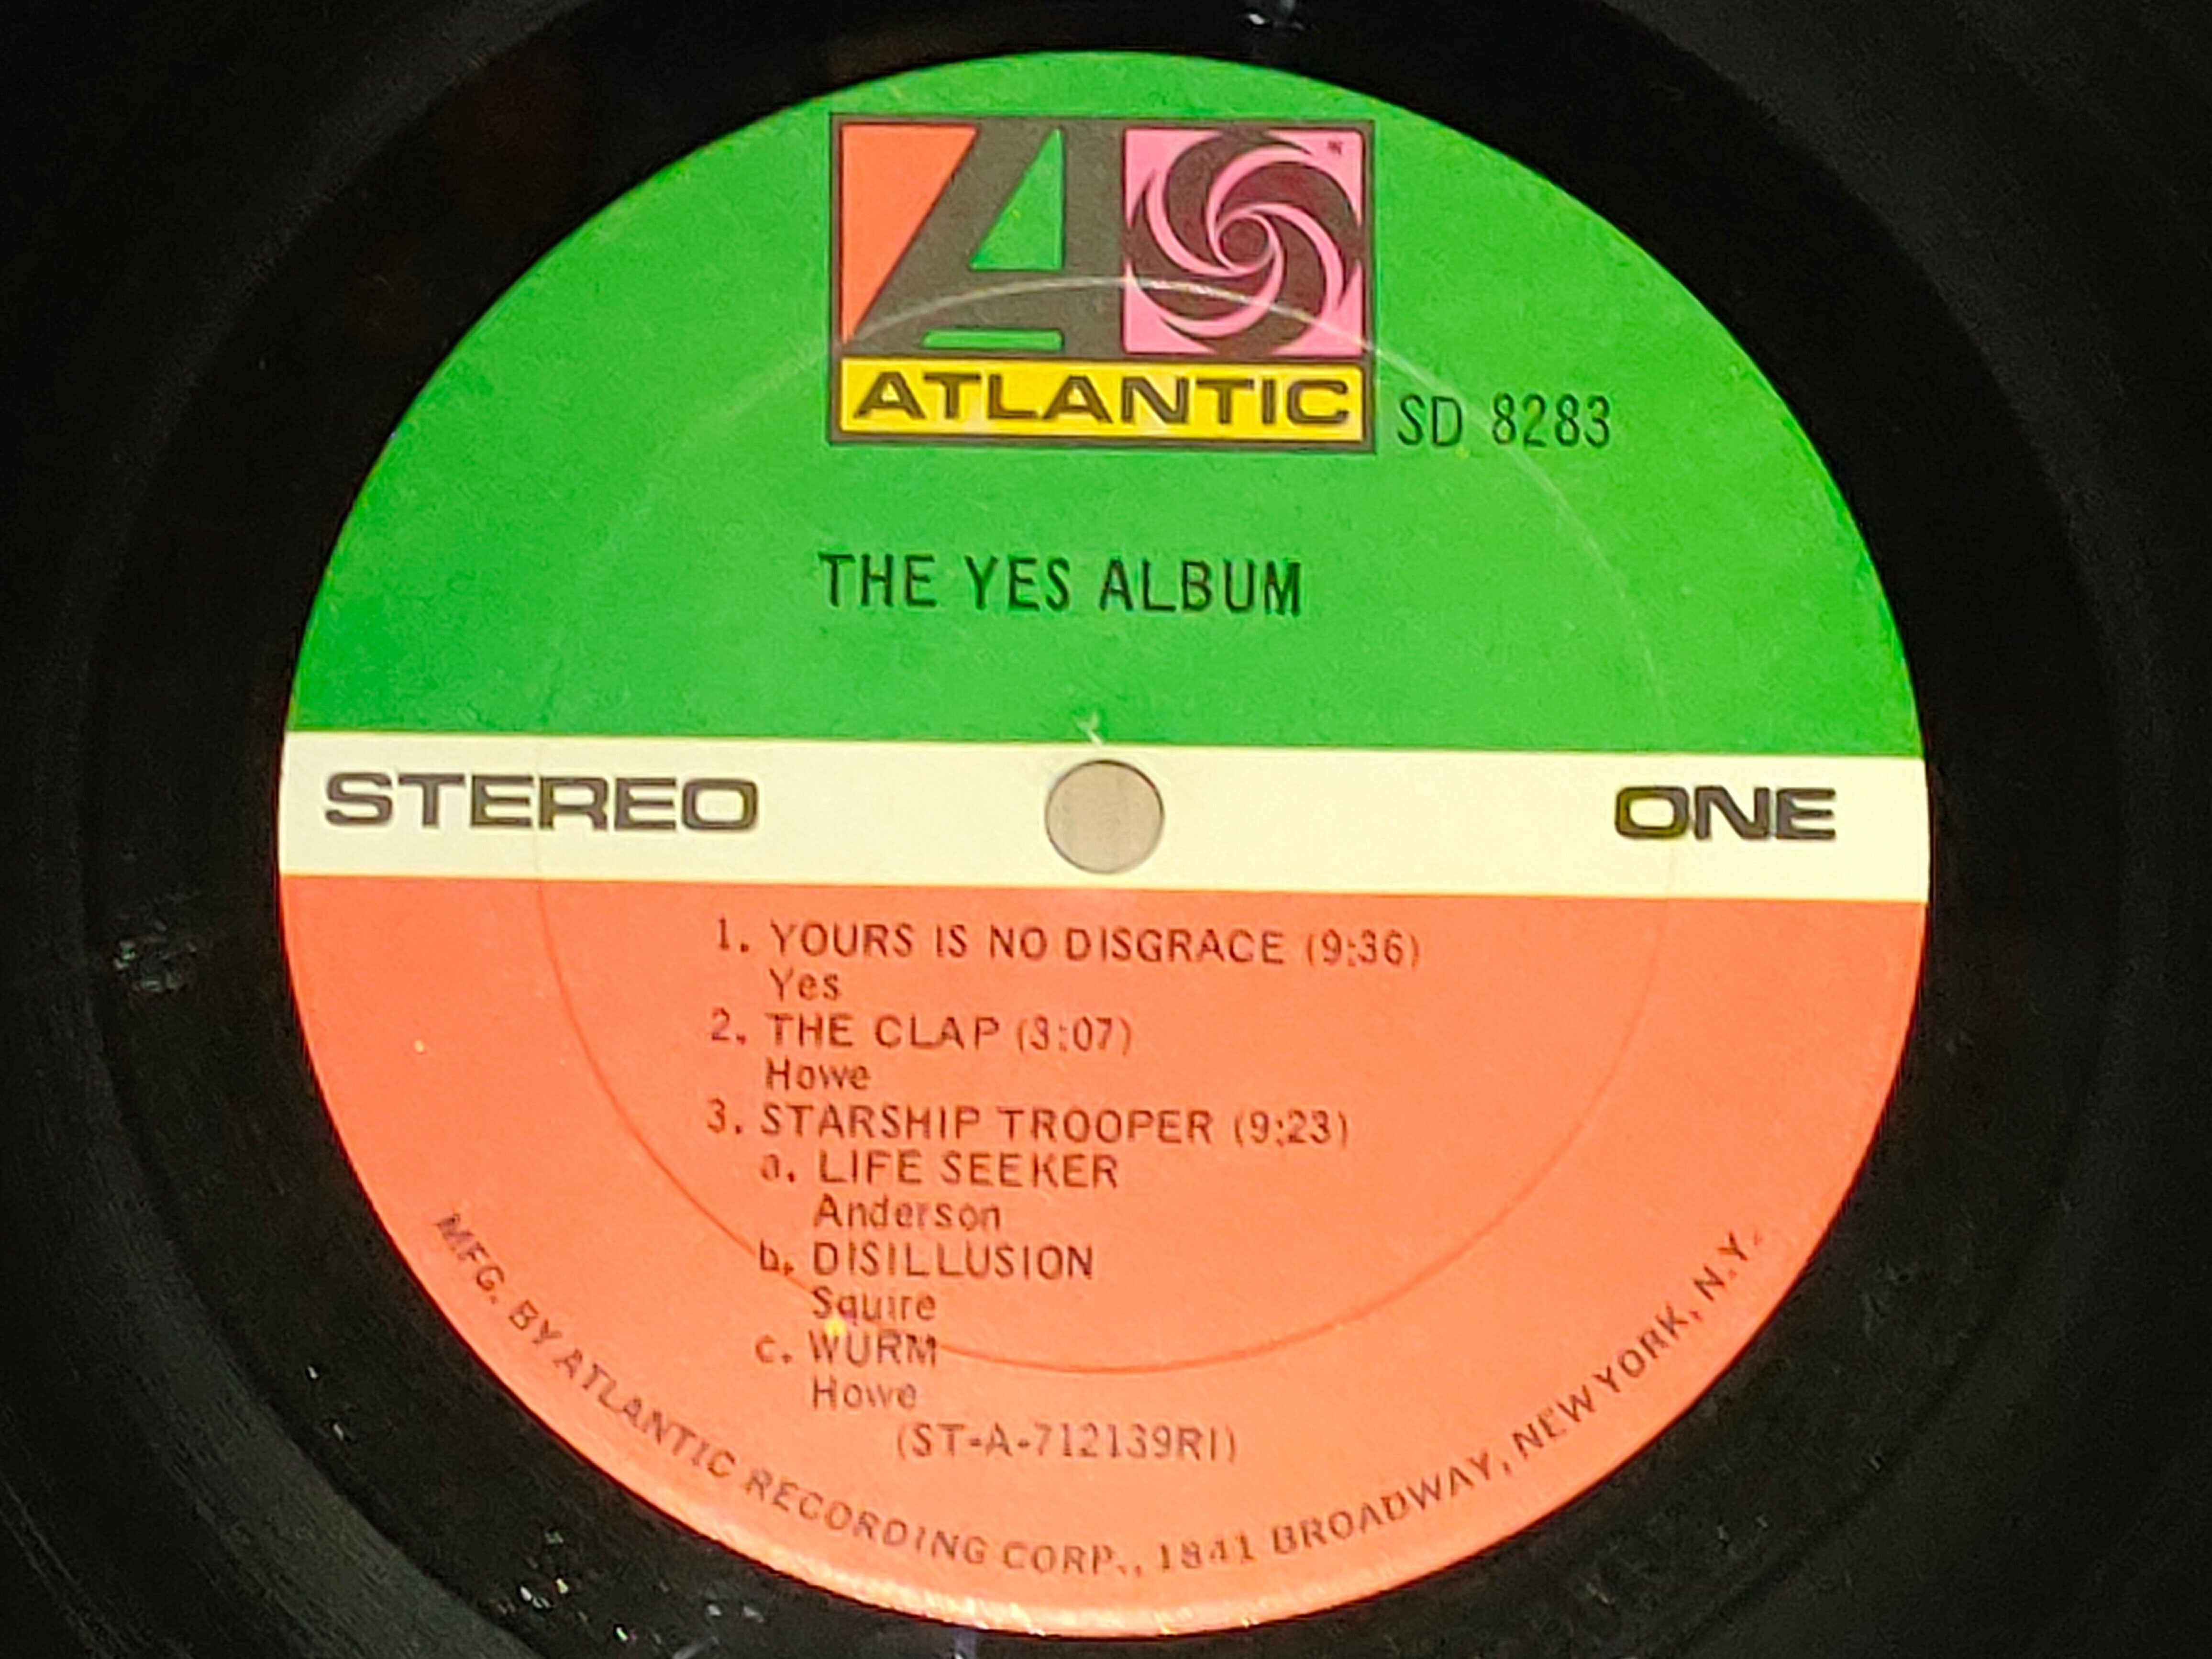 ATLANTIC
SD 8283
THE YES ALBUM
STEREO
ONE
1. YOURS IS NO DISGRACE (9:36)
Yes
2. THE CLAP (3:07)
Howe
3. STARSHIP TROOPER (9:23)
a. LIFE SEEKER
Anderson
b. DISILLUSION
Squire
c. WURM
Howe
(ST-A-712139RI)
MFG. BY ATLANTIC RECORDING CORP., 1841 BROADWAY, NEW YORK, N.Y.